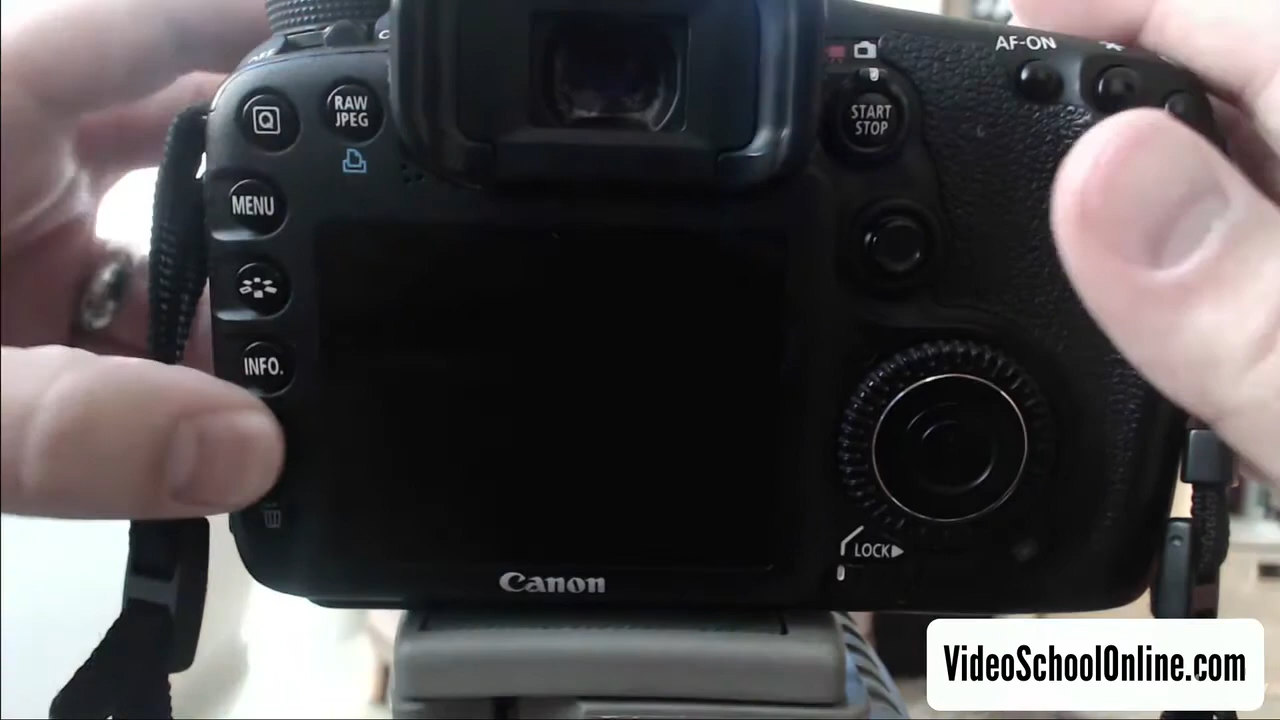 AF-ON
Q
RAW
JPEG
START
STOP
MENU
INFO.
LOCK
Canon
VideoSchoolOnline.com